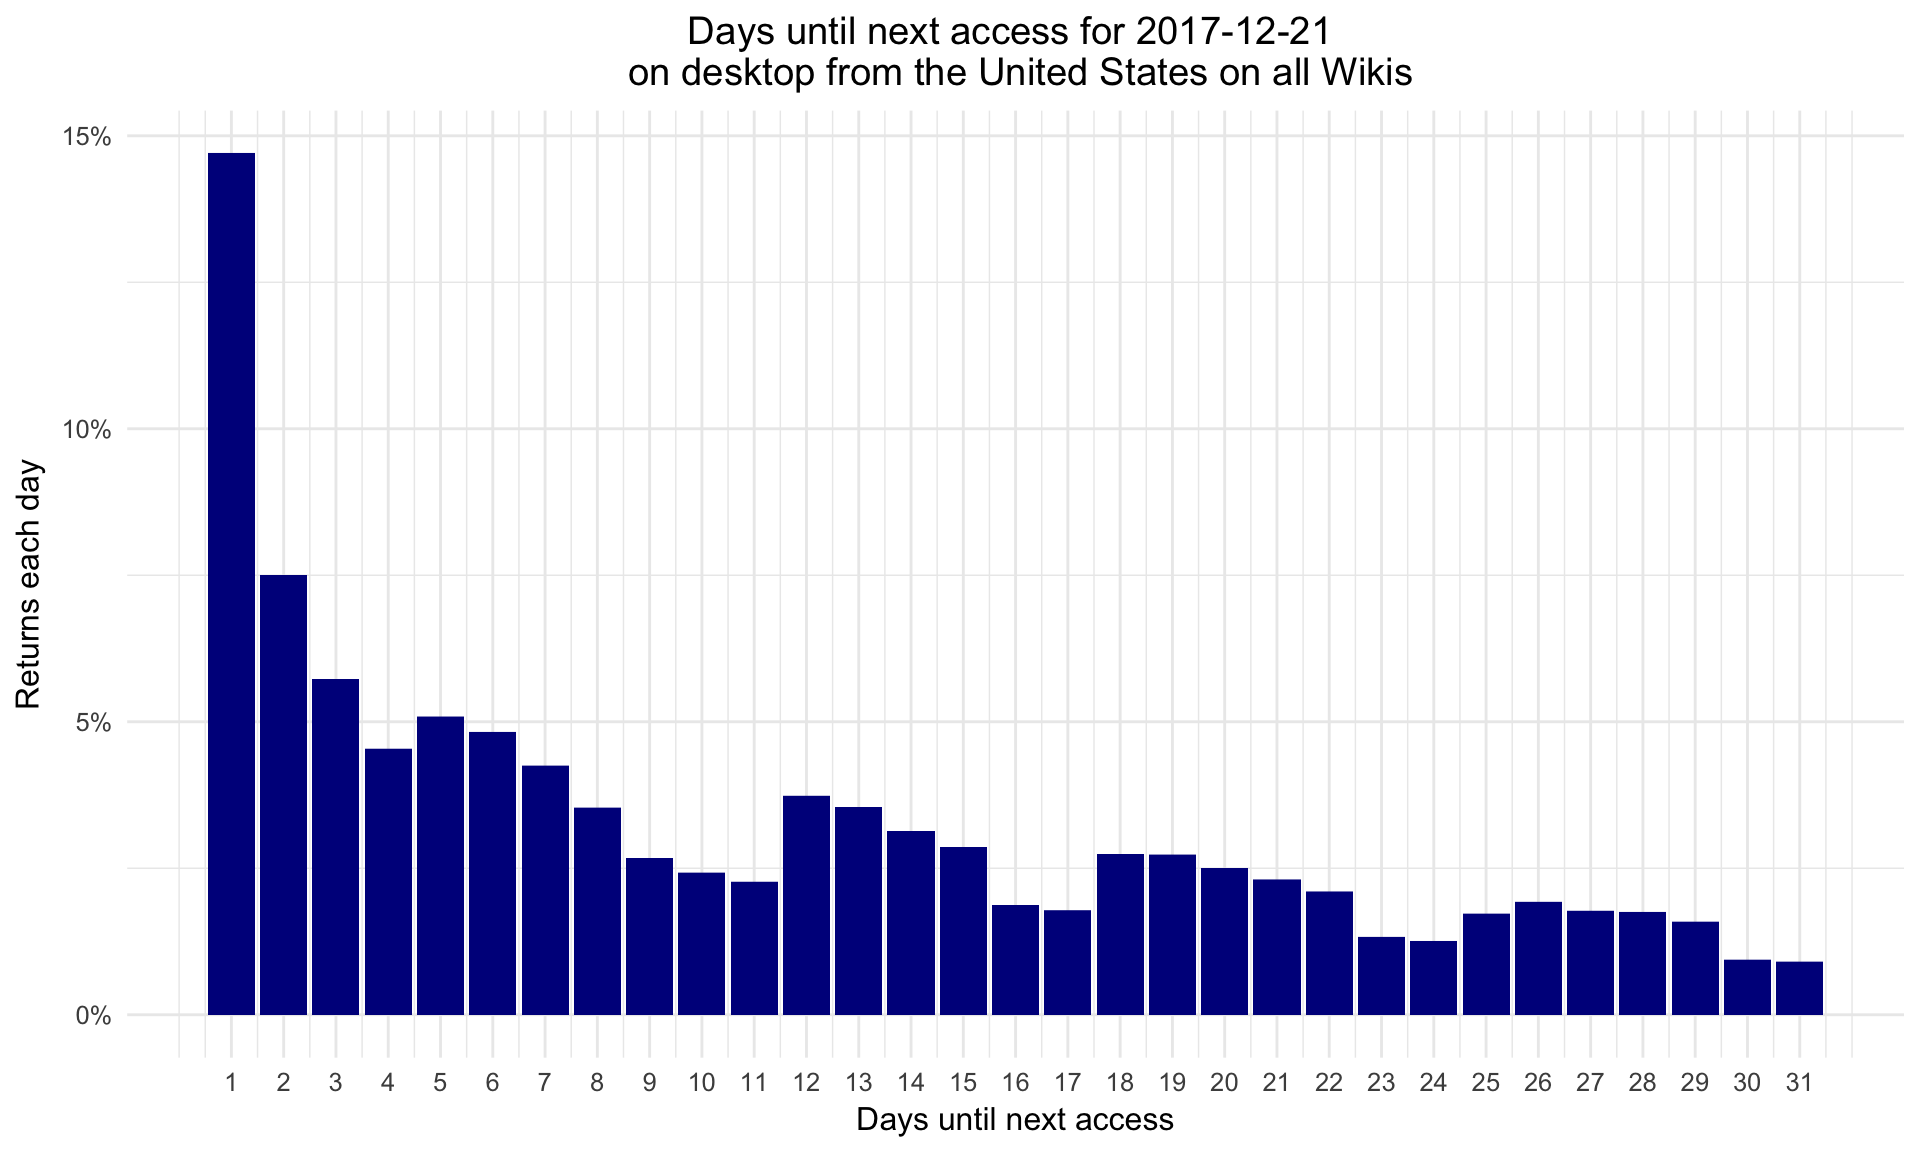 Days until next access for 2017-12-21
on desktop from the United States on all Wikis
15%
10%
5%
0%
Returns each day
1 2 3 4 5 6 7 8 9 10 11 12 13 14 15 16 17 18 19 20 21 22 23 24 25 26 27 28 29 30 31
Days until next access